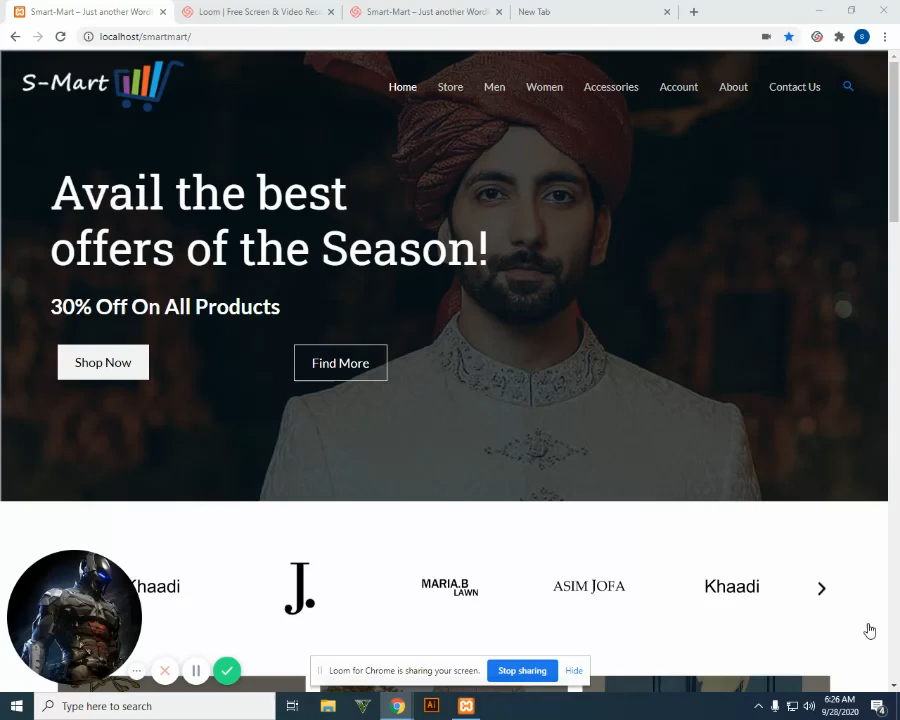 Smart-Mart – Just another Word
Loom | Free Screen & Video Rec
Smart-Mart – Just another Word
New Tab
localhost/smartmart/
S
S-Mart
Home
Store
Men
Women
Accessories
Account
About
Contact Us
Avail the best
offers of the Season!
30% Off On All Products
Shop Now
Find More
Khaadi
J.
MARIA.B
LAWN
ASIM JOFA
Khaadi
Loom for Chrome is sharing your screen.
Stop sharing
Hide
Type here to search
Ai
6:26 AM
9/28/2020
4